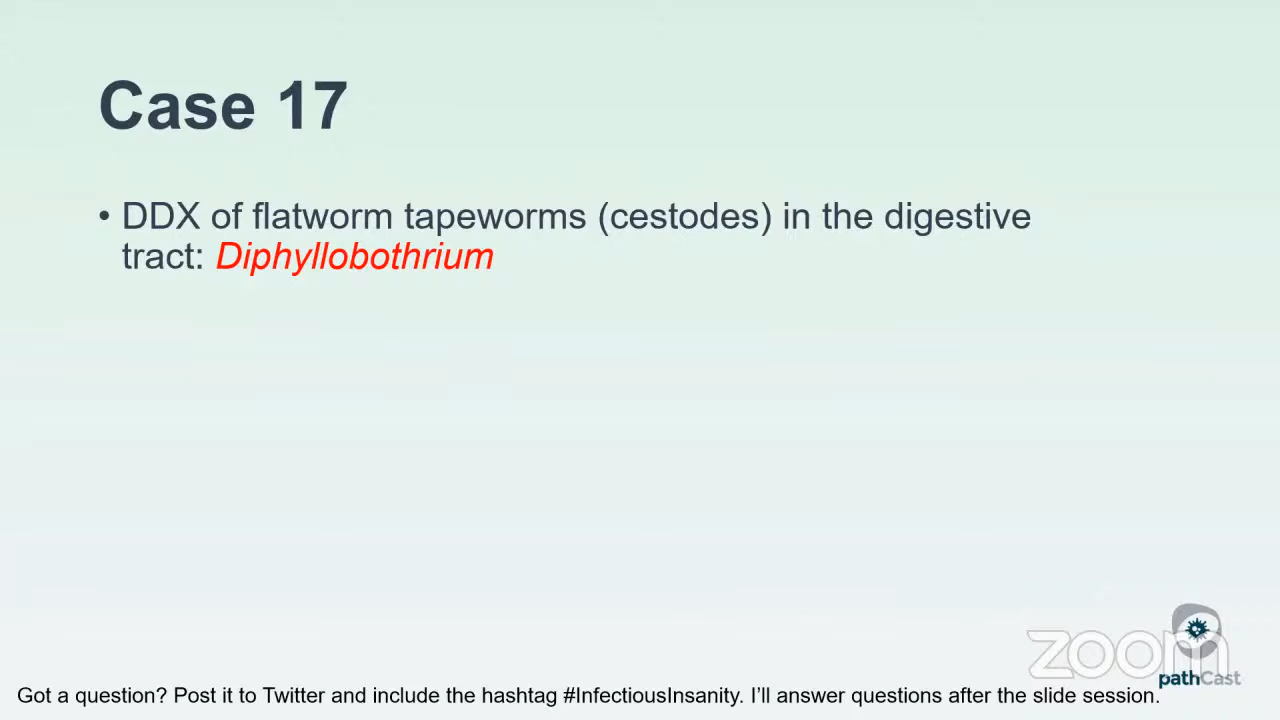 Case 17
• DDX of flatworm tapeworms (cestodes) in the digestive
tract: Diphyllobothrium
zoom
pathCast
Got a question? Post it to Twitter and include the hashtag #InfectiousInsanity. I’ll answer questions after the slide session.